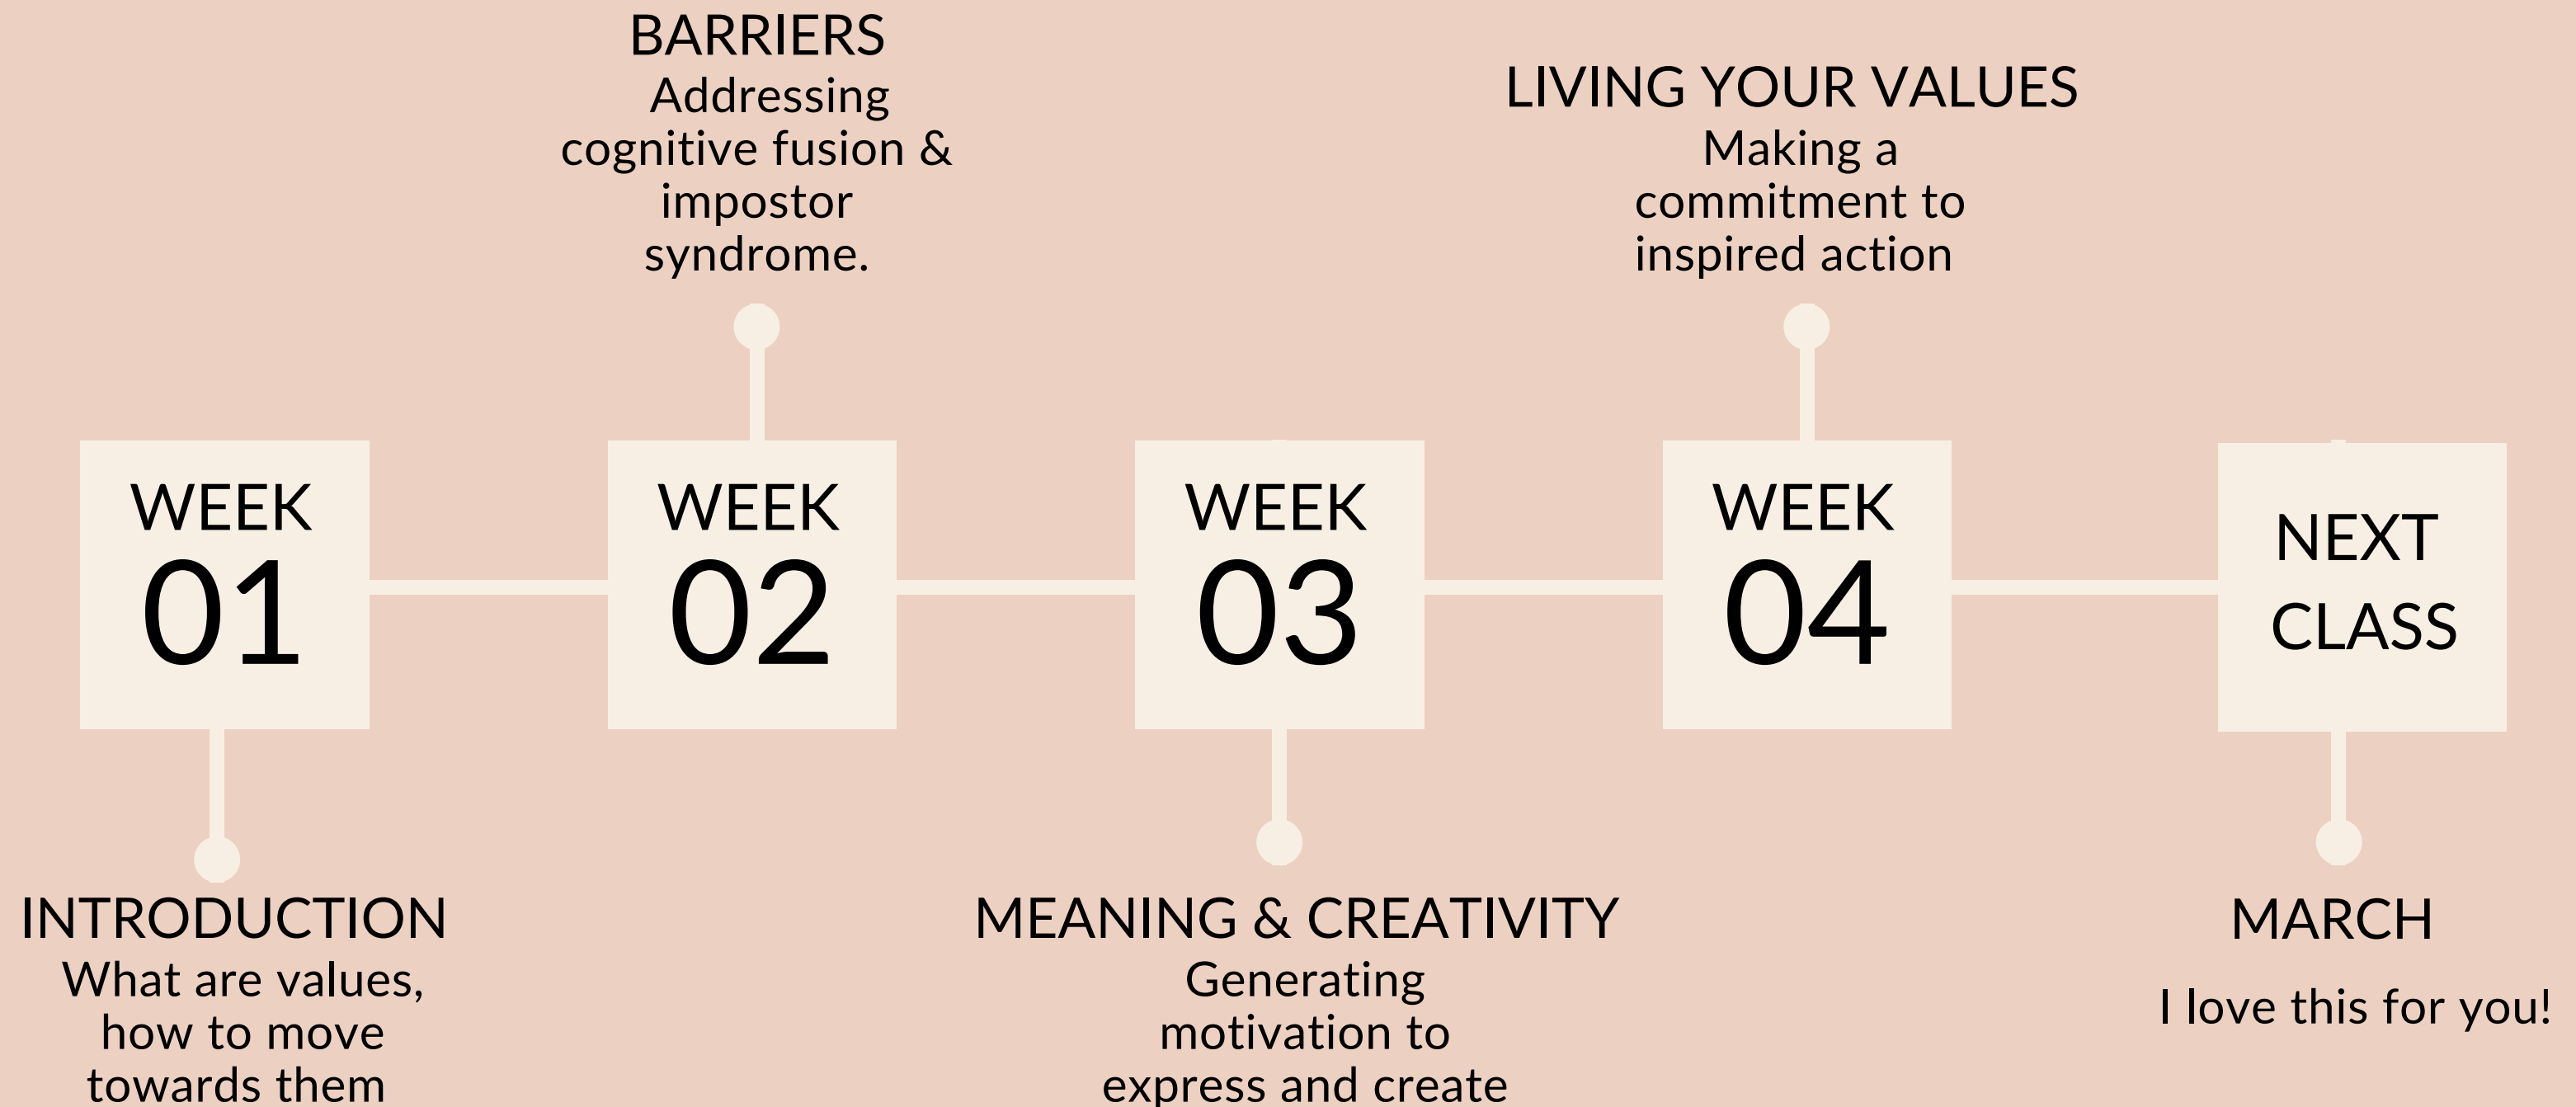 BARRIERS
Addressing
cognitive fusion &
impostor
syndrome.
LIVING YOUR VALUES
Making a
commitment to
inspired action
WEEK
01
WEEK
02
WEEK
03
WEEK
04
NEXT
CLASS
INTRODUCTION
What are values,
how to move
towards them
MEANING & CREATIVITY
Generating
motivation to
express and create
MARCH
I love this for you!